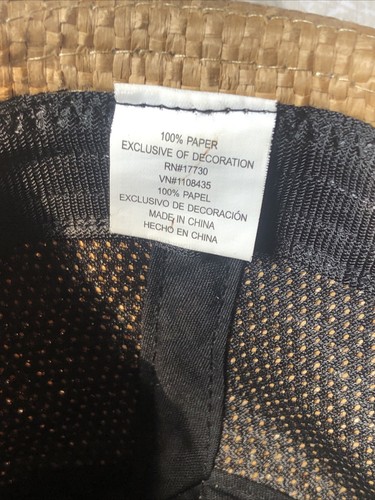 100% PAPER
EXCLUSIVE OF DECORATION
RN#17730
VN#1108435
100% PAPEL
EXCLUSIVO DE DECORACIÓN
MADE IN CHINA
HECHO EN CHINA